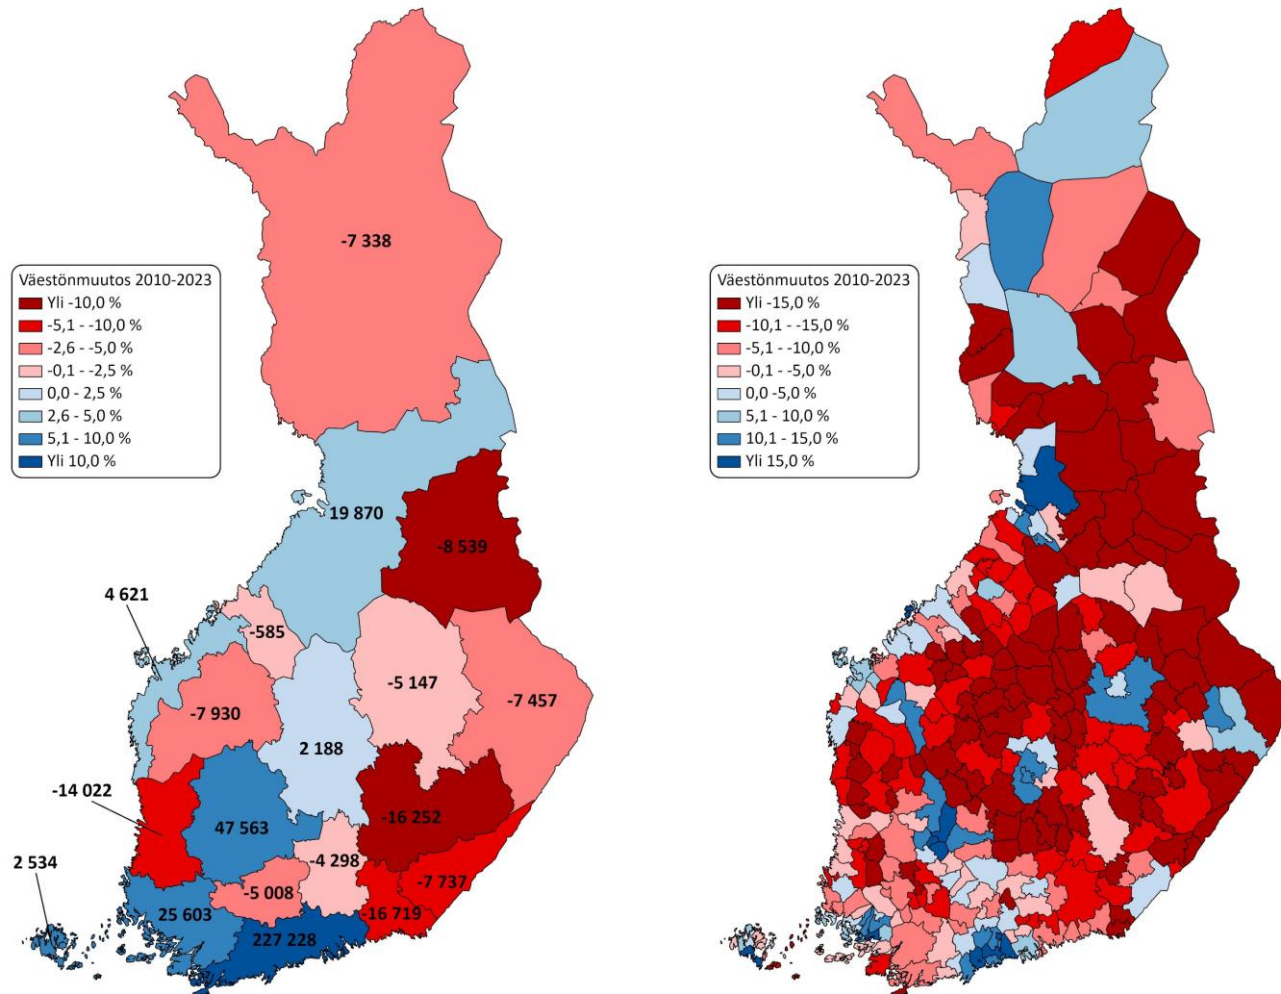 -7 338
Väestönmuutos 2010-2023
Yli -10,0 %
-5,1 - -10,0 %
-2,6 - -5,0 %
-0,1 - -2,5 %
0,0 - 2,5 %
2,6 - 5,0 %
5,1 - 10,0 %
Yli 10,0 %
19 870
-8 539
4 621
-585
-5 147
-7 457
-7 930
2 188
-14 022
47 563
-16 252
-4 298
2 534
-5 008
-7 737
25 603
-16 719
227 228
Väestönmuutos 2010-2023
Yli -15,0 %
-10,1 - -15,0 %
-5,1 - -10,0 %
-0,1 - -5,0 %
0,0 -5,0 %
5,1 - 10,0 %
10,1 - 15,0 %
Yli 15,0 %